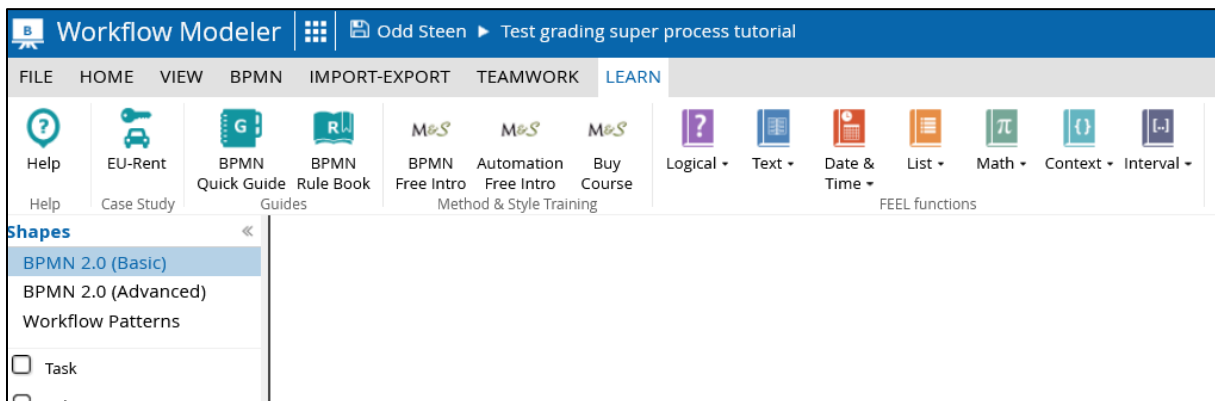 B Workflow Modeler Odd Steen ▶ Test grading super process tutorial
FILE HOME VIEW BPMN IMPORT-EXPORT TEAMWORK LEARN
? G R M&S M&S M&S ? π {} [..]
Help EU-Rent BPMN BPMN BPMN Automation Buy Logical Text Date & List Math Context Interval
Quick Guide Rule Book Free Intro Free Intro Course Time
Help Case Study Guides Method & Style Training FEEL functions
Shapes «
BPMN 2.0 (Basic)
BPMN 2.0 (Advanced)
Workflow Patterns
Task